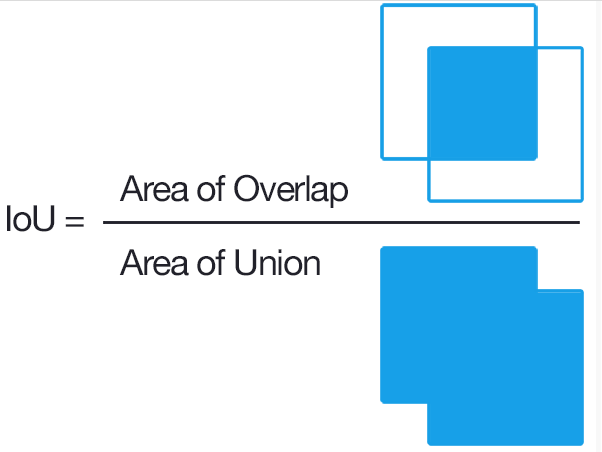 Area of Overlap
IoU =
Area of Union